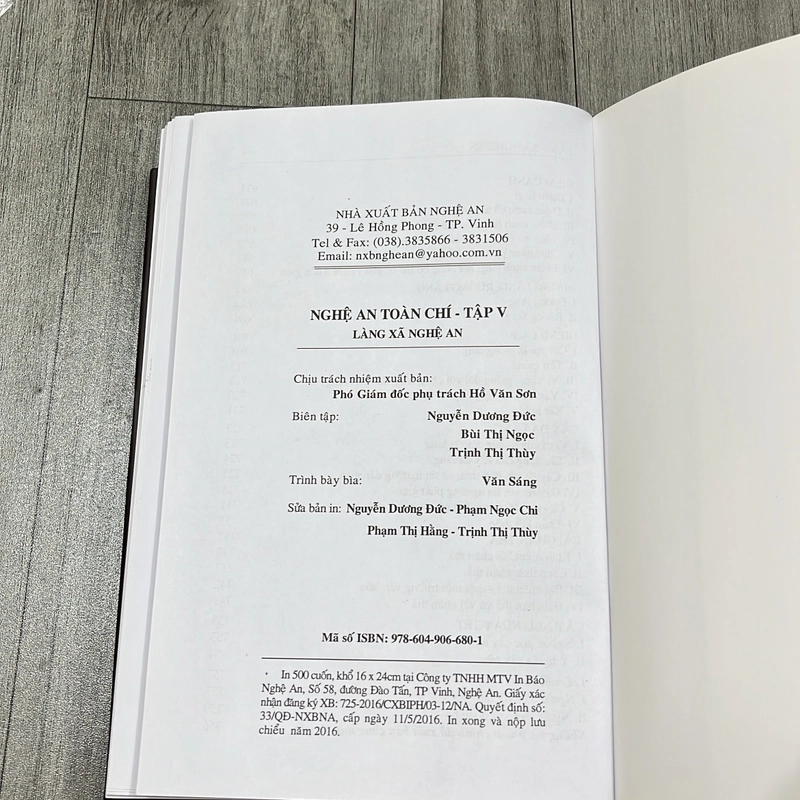 NHÀ XUẤT BẢN NGHỆ AN
39 - Lê Hồng Phong - TP. Vinh
Tel & Fax: (038).3835866 - 3831506
Email: nxbnghean@yahoo.com.vn
NGHỆ AN TOÀN CHÍ - TẬP V
LÀNG XÃ NGHỆ AN
Chịu trách nhiệm xuất bản:
Phó Giám đốc phụ trách Hồ Văn Sơn
Biên tập: Nguyễn Dương Đức
Bùi Thị Ngọc
Trịnh Thị Thùy
Trình bày bìa: Văn Sáng
Sửa bản in: Nguyễn Dương Đức - Phạm Ngọc Chi
Phạm Thị Hằng - Trịnh Thị Thùy
Mã số ISBN: 978-604-906-680-1
• In 500 cuốn, khổ 16 x 24cm tại Công ty TNHH MTV In Báo
Nghệ An, Số 58, đường Đào Tấn, TP Vinh, Nghệ An. Giấy xác
nhận đăng ký XB: 725-2016/CXBIPH/03-12/NA. Quyết định số:
33/QĐ-NXBNA, cấp ngày 11/5/2016. In xong và nộp lưu
chiểu năm 2016.